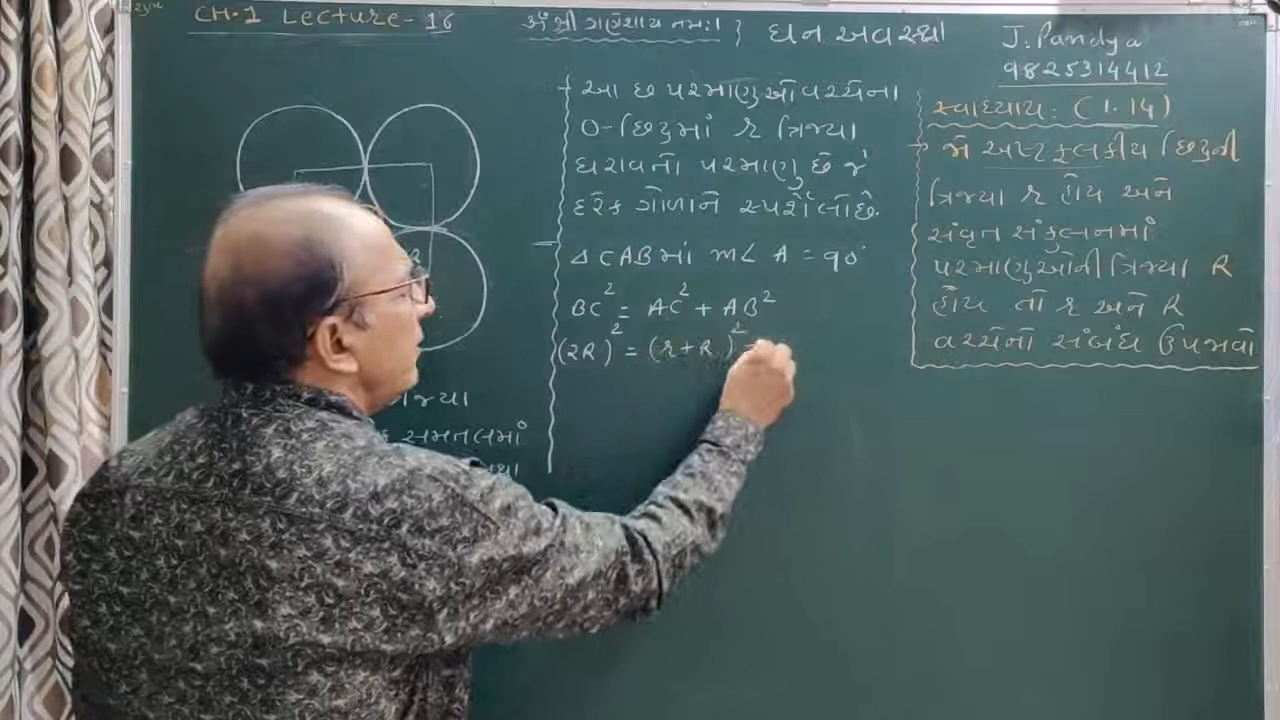 CH.1 Lecture-16
ૐ શ્રી ગણેશાય નમઃ। } ઘન અવસ્થા
J. Pandya
9825314412
આ છ પરમાણુઓ વચ્ચેના
O-છિદ્રમાં r ત્રિજ્યા
ધરાવતો પરમાણુ છે જે
દરેક ગોળાને સ્પર્શેલો છે.
Δ CAB માં m∠ A = 90°
BC² = AC² + AB²
(2R)² = (r+R)²
ત્રિજ્યા
સમતલમાં
સ્વાધ્યાય: (1.14)
→ જો અષ્ટફલકીય છિદ્રની
ત્રિજ્યા r હોય અને
સંવૃત સંકુલનમાં
પરમાણુઓની ત્રિજ્યા R
હોય તો r અને R
વચ્ચેનો સંબંધ ઉપજાવો